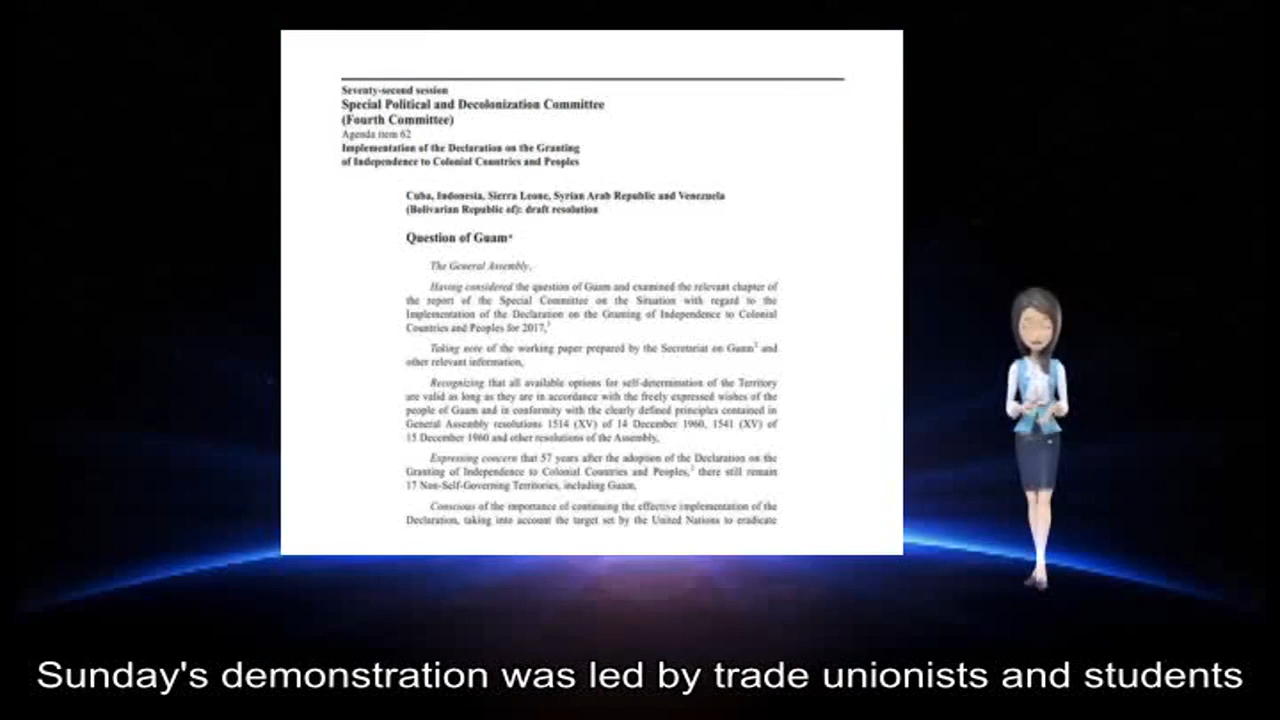 Seventy-second session
Special Political and Decolonization Committee
(Fourth Committee)
Agenda item 62
Implementation of the Declaration on the Granting
of Independence to Colonial Countries and Peoples
Cuba, Indonesia, Sierra Leone, Syrian Arab Republic and Venezuela
(Bolivarian Republic of): draft resolution
Question of Guam*
The General Assembly,
Having considered the question of Guam and examined the relevant chapter of
the report of the Special Committee on the Situation with regard to the
Implementation of the Declaration on the Granting of Independence to Colonial
Countries and Peoples for 2017,¹
Taking note of the working paper prepared by the Secretariat on Guam² and
other relevant information,
Recognizing that all available options for self-determination of the Territory
are valid as long as they are in accordance with the freely expressed wishes of the
people of Guam and in conformity with the clearly defined principles contained in
General Assembly resolutions 1514 (XV) of 14 December 1960, 1541 (XV) of
15 December 1960 and other resolutions of the Assembly,
Expressing concern that 57 years after the adoption of the Declaration on the
Granting of Independence to Colonial Countries and Peoples,³ there still remain
17 Non-Self-Governing Territories, including Guam,
Conscious of the importance of continuing the effective implementation of the
Declaration, taking into account the target set by the United Nations to eradicate
Sunday's demonstration was led by trade unionists and students